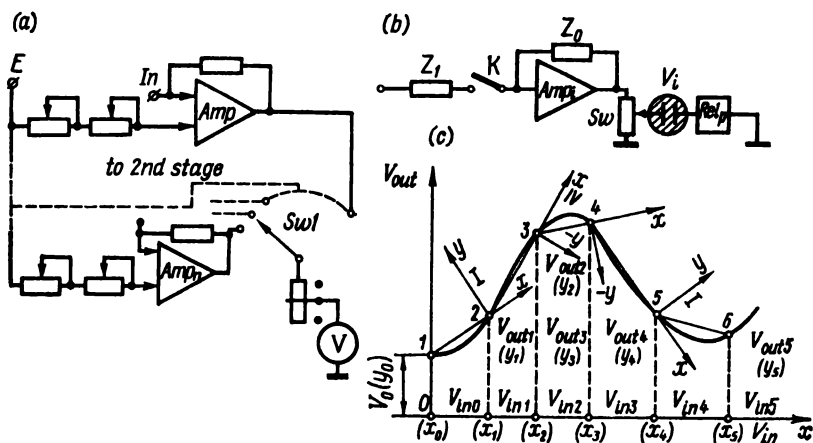 (a)
E
In
Amp
to 2nd stage
Sw1
Amp n
V
(b)
Z1
K
Z0
Amp i
Sw
Vi
Rel p
(c)
Vout
x
IV
3
4
x
y
I
x
-y
-y
y
I
x
2
Vout2
(y2)
5
6
1
Vout1
(y1)
Vout3
(y3)
Vout4
(y4)
Vout5
(y5)
V0(y0)
0
Vin0
Vin1
Vin2
Vin3
Vin4
Vin5
(x0)
(x1)
(x2)
(x3)
(x4)
(x5)
Vin
x